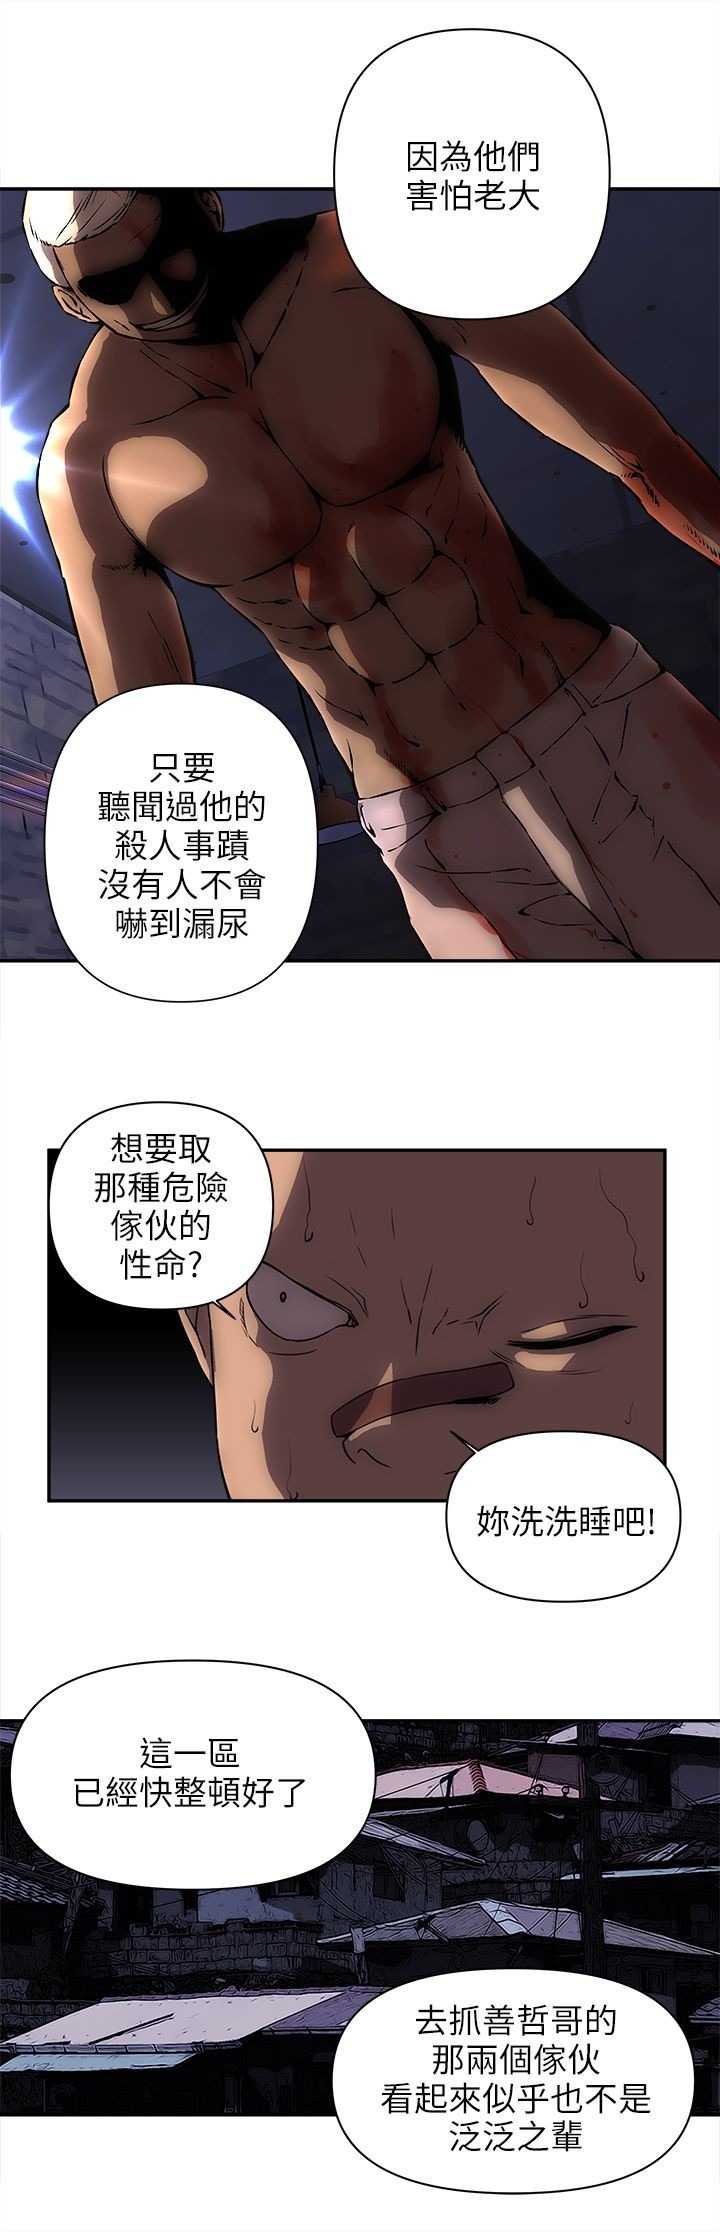 因為他們
害怕老大
只要
聽聞過他的
殺人事蹟
沒有人不會
嚇到漏尿
想要取
那種危險
傢伙的
性命?
妳洗洗睡吧!
這一區
已經快整頓好了
去抓善哲哥的
那兩個傢伙
看起來似乎也不是
泛泛之輩